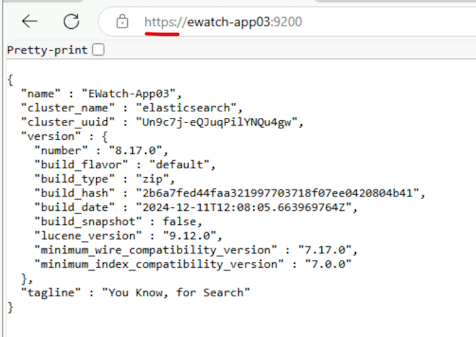 https://ewatch-app03:9200
Pretty-print
{
"name" : "EWatch-App03",
"cluster_name" : "elasticsearch",
"cluster_uuid" : "Un9c7j-eQJuqPilYNQu4gw",
"version" : {
"number" : "8.17.0",
"build_flavor" : "default",
"build_type" : "zip",
"build_hash" : "2b6a7fed44faa321997703718f07ee0420804b41",
"build_date" : "2024-12-11T12:08:05.663969764Z",
"build_snapshot" : false,
"lucene_version" : "9.12.0",
"minimum_wire_compatibility_version" : "7.17.0",
"minimum_index_compatibility_version" : "7.0.0"
},
"tagline" : "You Know, for Search"
}